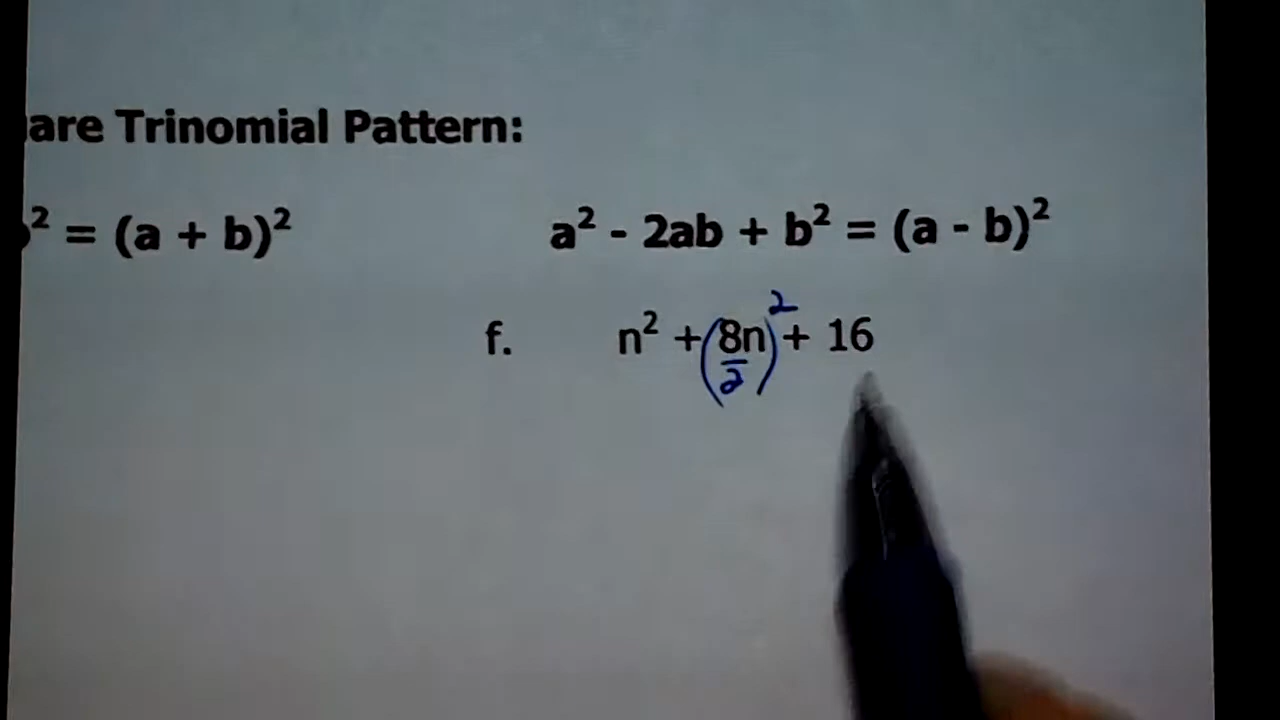 are Trinomial Pattern:
² = (a + b)² a² - 2ab + b² = (a - b)²
f. n² + (8n/2)² + 16